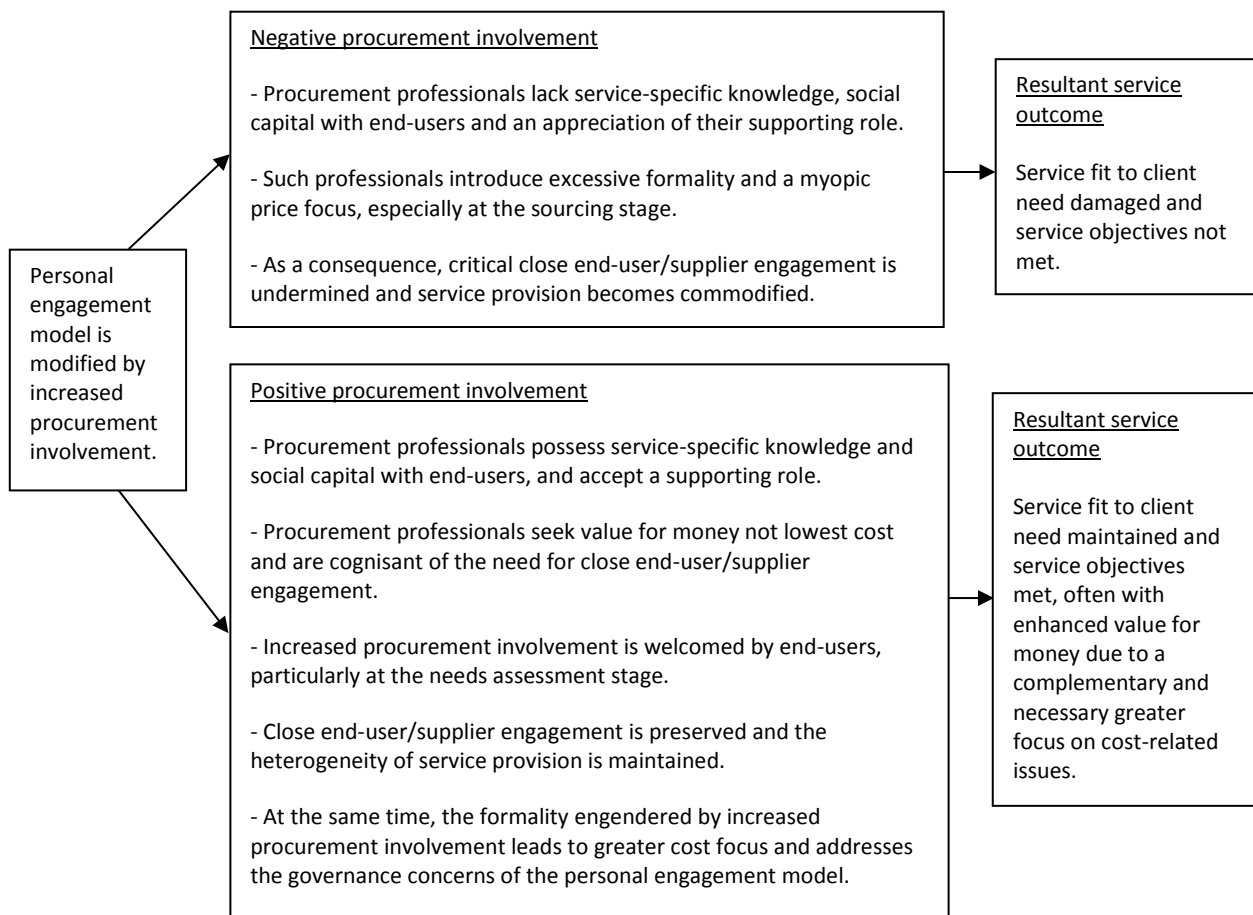 Personal
engagement
model is
modified by
increased
procurement
involvement.
Negative procurement involvement
- Procurement professionals lack service-specific knowledge, social
capital with end-users and an appreciation of their supporting role.
- Such professionals introduce excessive formality and a myopic
price focus, especially at the sourcing stage.
- As a consequence, critical close end-user/supplier engagement is
undermined and service provision becomes commodified.
Resultant service
outcome
Service fit to client
need damaged and
service objectives not
met.
Positive procurement involvement
- Procurement professionals possess service-specific knowledge and
social capital with end-users, and accept a supporting role.
- Procurement professionals seek value for money not lowest cost
and are cognisant of the need for close end-user/supplier
engagement.
- Increased procurement involvement is welcomed by end-users,
particularly at the needs assessment stage.
- Close end-user/supplier engagement is preserved and the
heterogeneity of service provision is maintained.
- At the same time, the formality engendered by increased
procurement involvement leads to greater cost focus and addresses
the governance concerns of the personal engagement model.
Resultant service
outcome
Service fit to client
need maintained and
service objectives
met, often with
enhanced value for
money due to a
complementary and
necessary greater
focus on cost-related
issues.